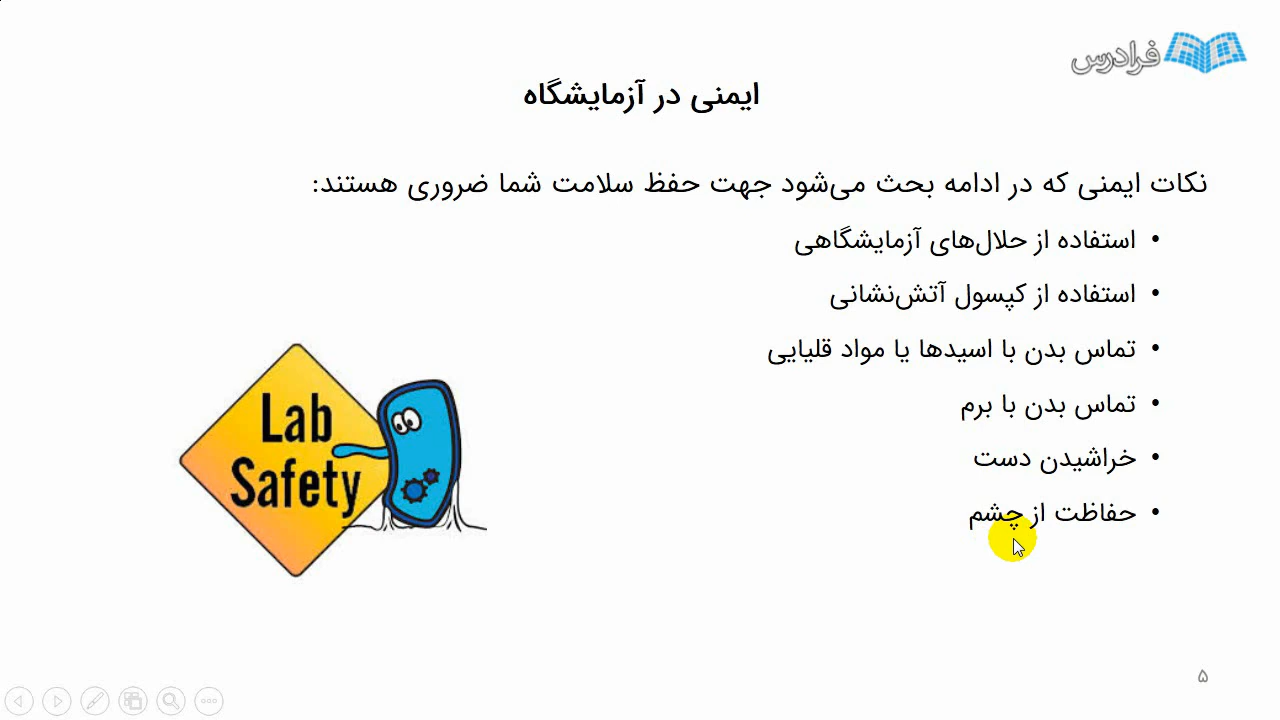 فرادرس
ایمنی در آزمایشگاه
نکات ایمنی که در ادامه بحث می‌شود جهت حفظ سلامت شما ضروری هستند:
• استفاده از حلال‌های آزمایشگاهی
• استفاده از کپسول آتش‌نشانی
• تماس بدن با اسیدها یا مواد قلیایی
• تماس بدن با برم
• خراشیدن دست
• حفاظت از چشم
Lab
Safety
۵